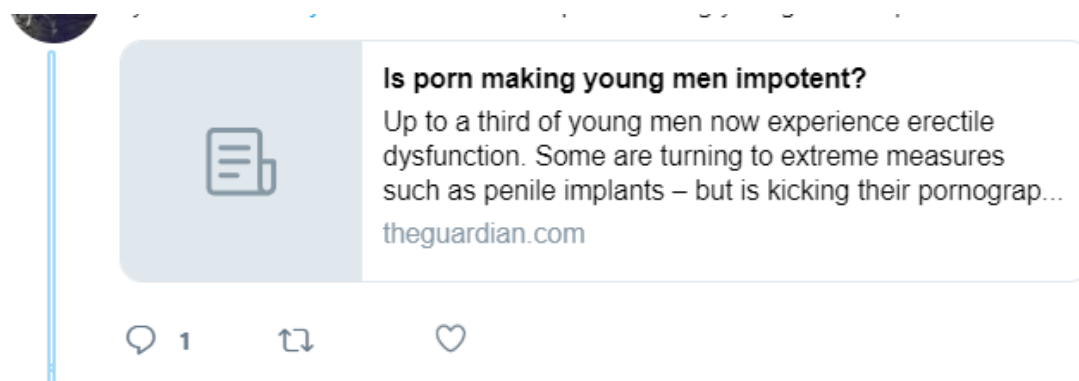 Is porn making young men impotent?
Up to a third of young men now experience erectile
dysfunction. Some are turning to extreme measures
such as penile implants – but is kicking their pornograp...
theguardian.com
1